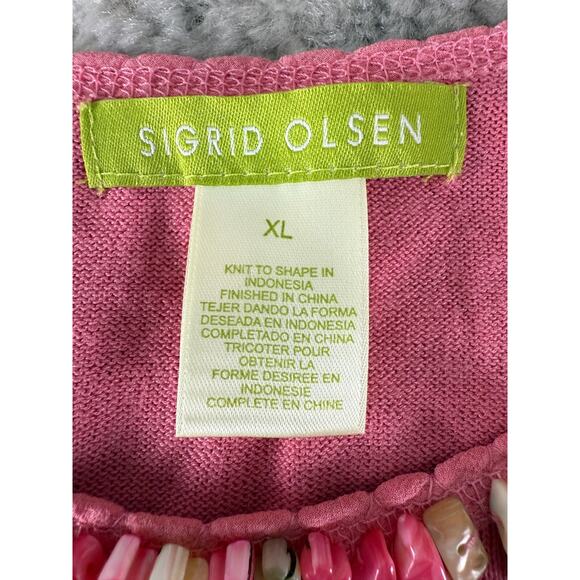 SIGRID OLSEN
XL
KNIT TO SHAPE IN
INDONESIA
FINISHED IN CHINA
TEJER DANDO LA FORMA
DESEADA EN INDONESIA
COMPLETADO EN CHINA
TRICOTER POUR
OBTENIR LA
FORME DESIREE EN
INDONESIE
COMPLETE EN CHINE